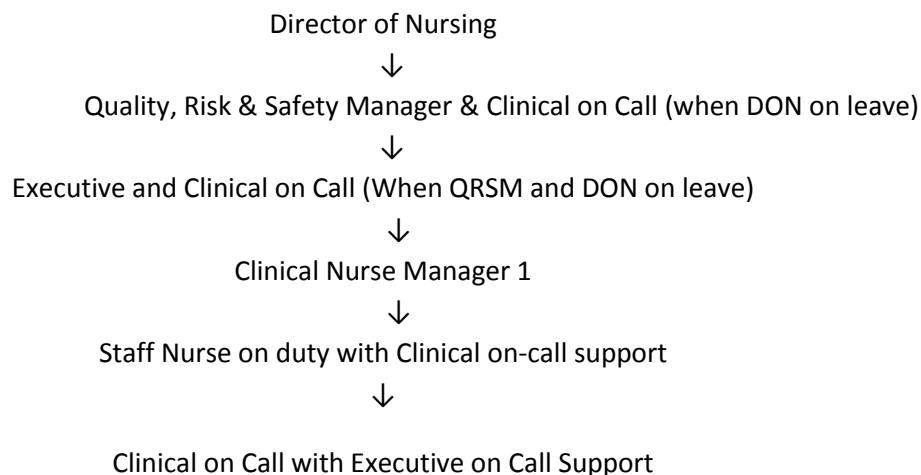 Director of Nursing
↓
Quality, Risk & Safety Manager & Clinical on Call (when DON on leave)
↓
Executive and Clinical on Call (When QRSM and DON on leave)
↓
Clinical Nurse Manager 1
↓
Staff Nurse on duty with Clinical on-call support
↓
Clinical on Call with Executive on Call Support